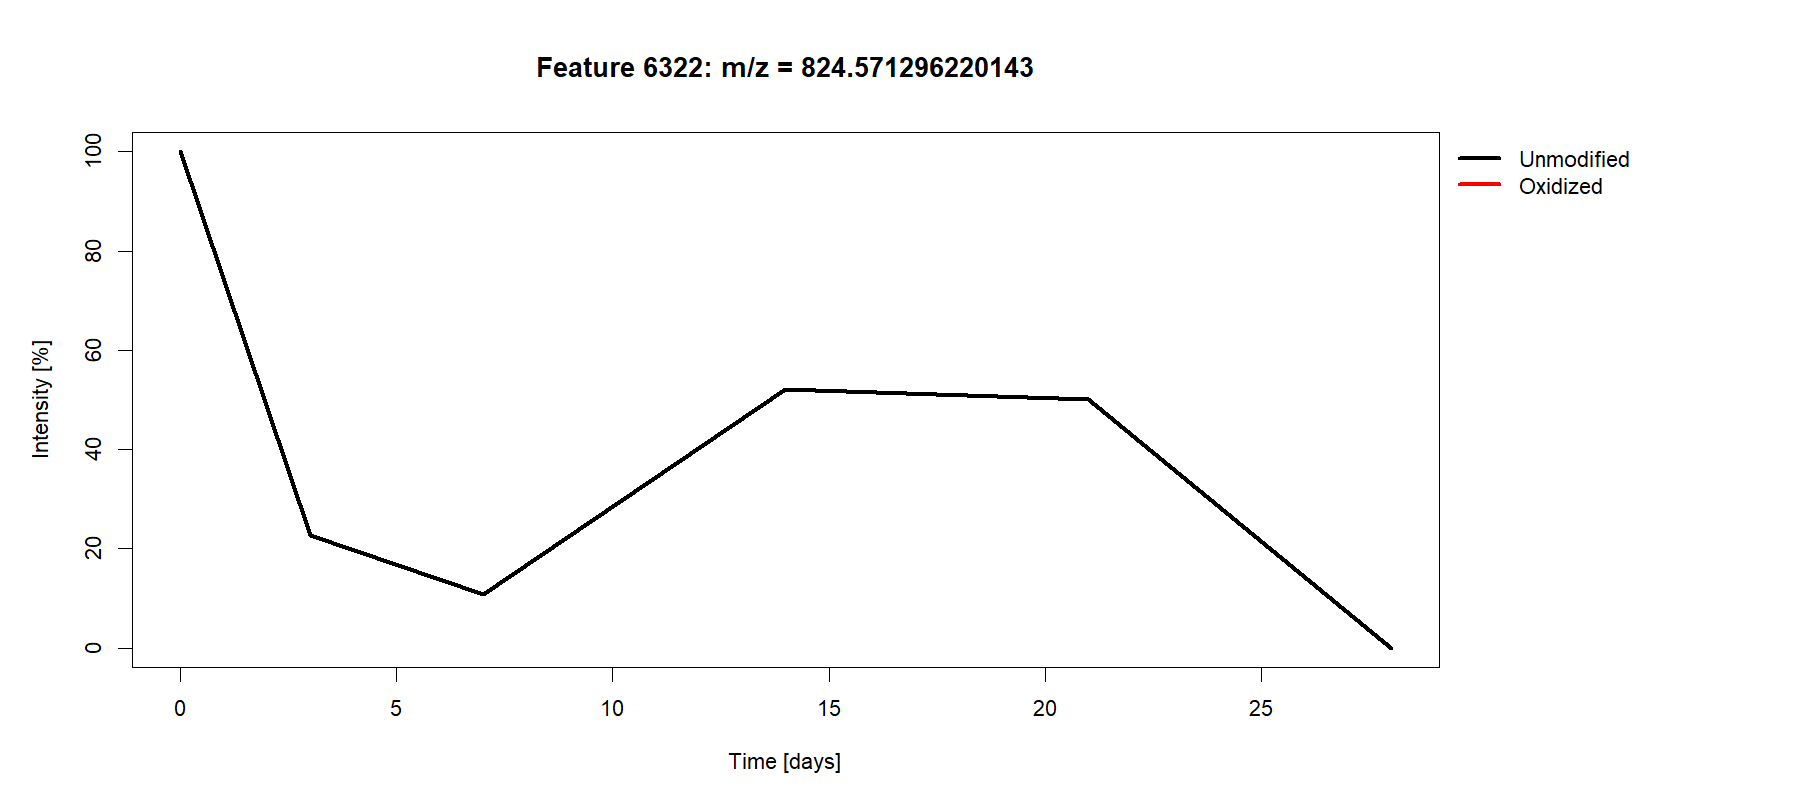 Feature 6322: m/z = 824.571296220143
Unmodified
Oxidized
Intensity [%]
100
80
60
40
20
0
0 5 10 15 20 25
Time [days]